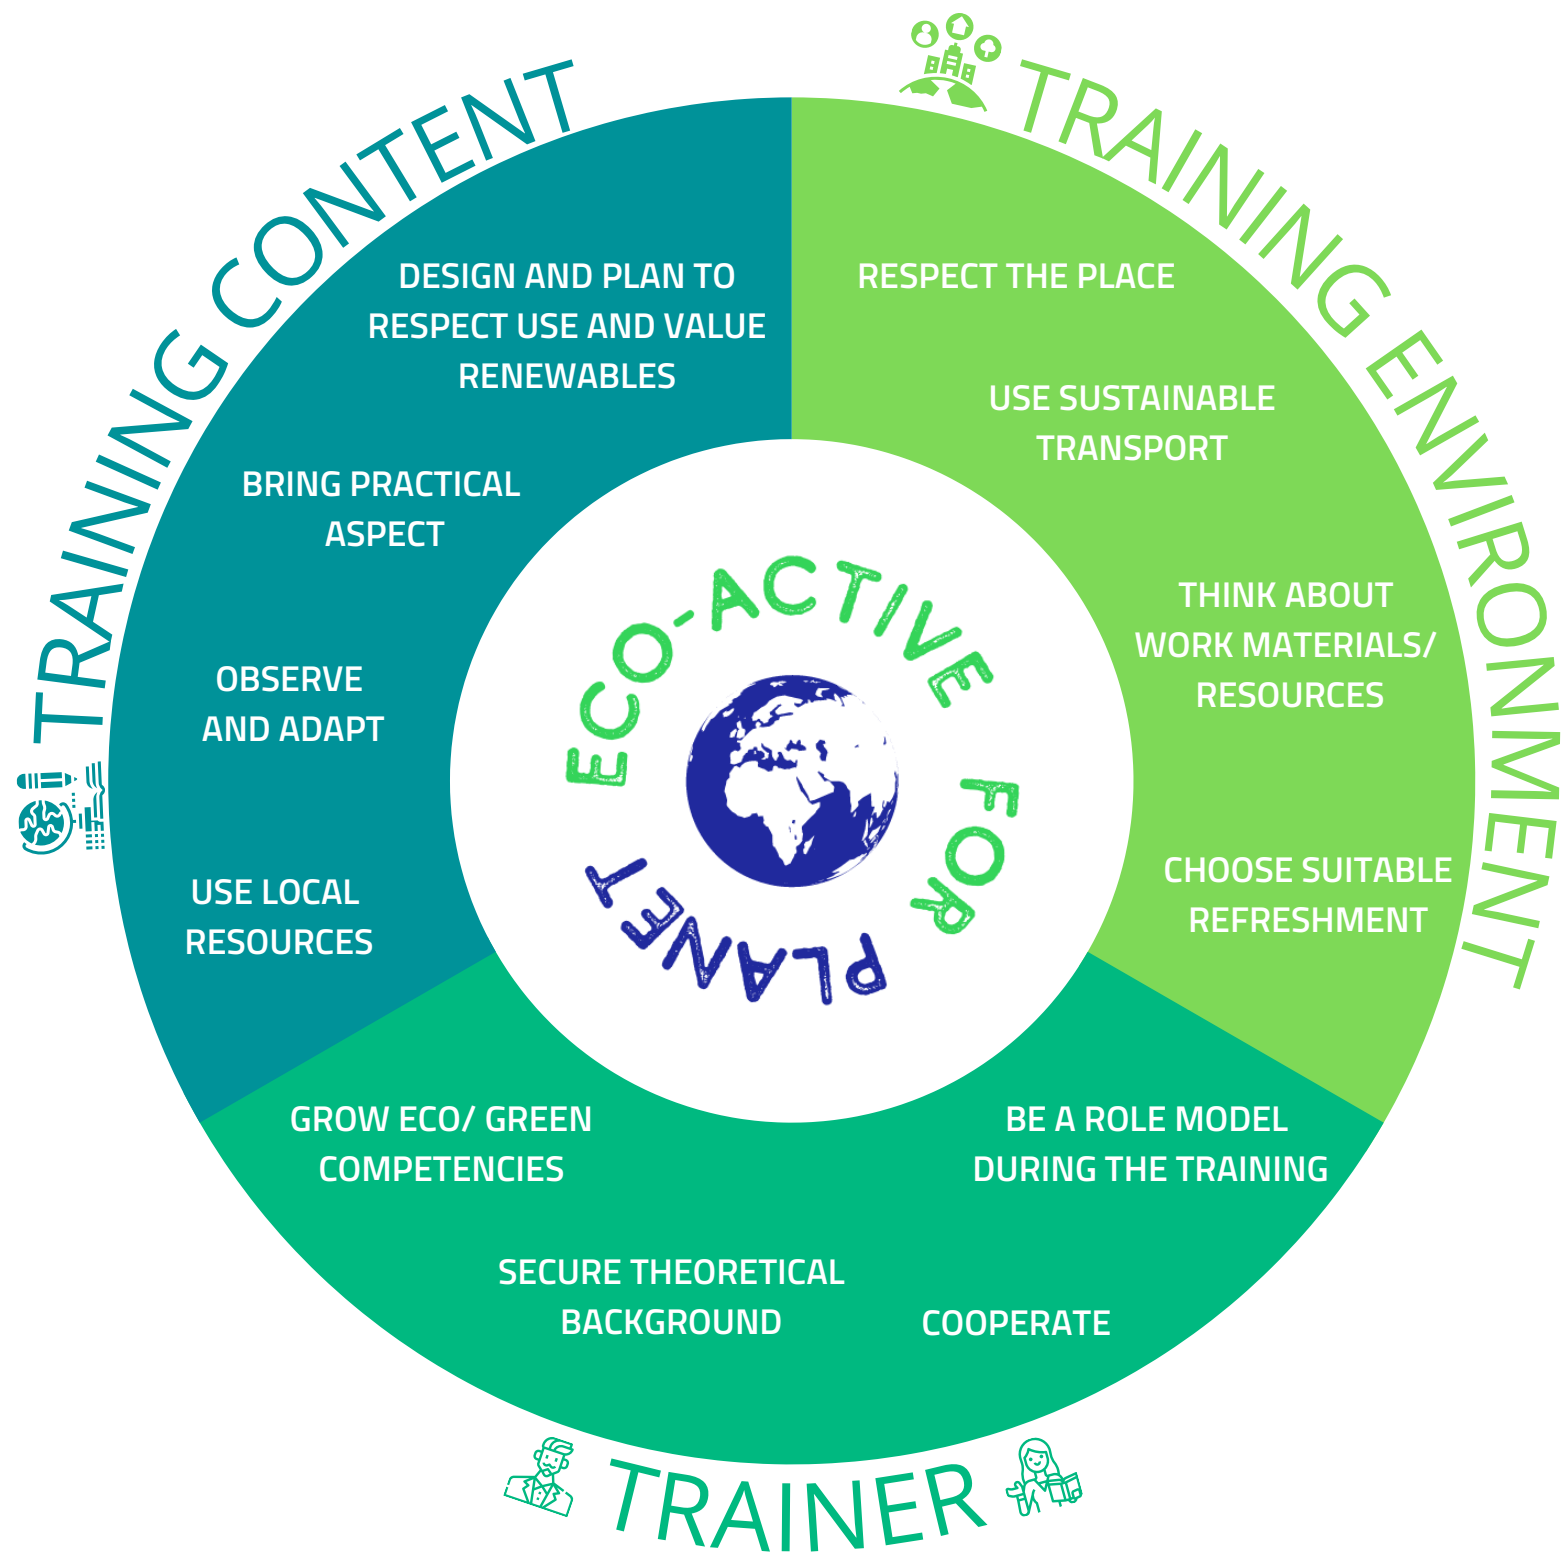 TRAINING CONTENT
DESIGN AND PLAN TO
RESPECT USE AND VALUE
RENEWABLES
BRING PRACTICAL
ASPECT
OBSERVE
AND ADAPT
USE LOCAL
RESOURCES
TRAINING ENVIRONMENT
RESPECT THE PLACE
USE SUSTAINABLE
TRANSPORT
THINK ABOUT
WORK MATERIALS/
RESOURCES
CHOOSE SUITABLE
REFRESHMENT
ECO-ACTIVE FOR PLANET
GROW ECO/ GREEN
COMPETENCIES
SECURE THEORETICAL
BACKGROUND
COOPERATE
BE A ROLE MODEL
DURING THE TRAINING
TRAINER